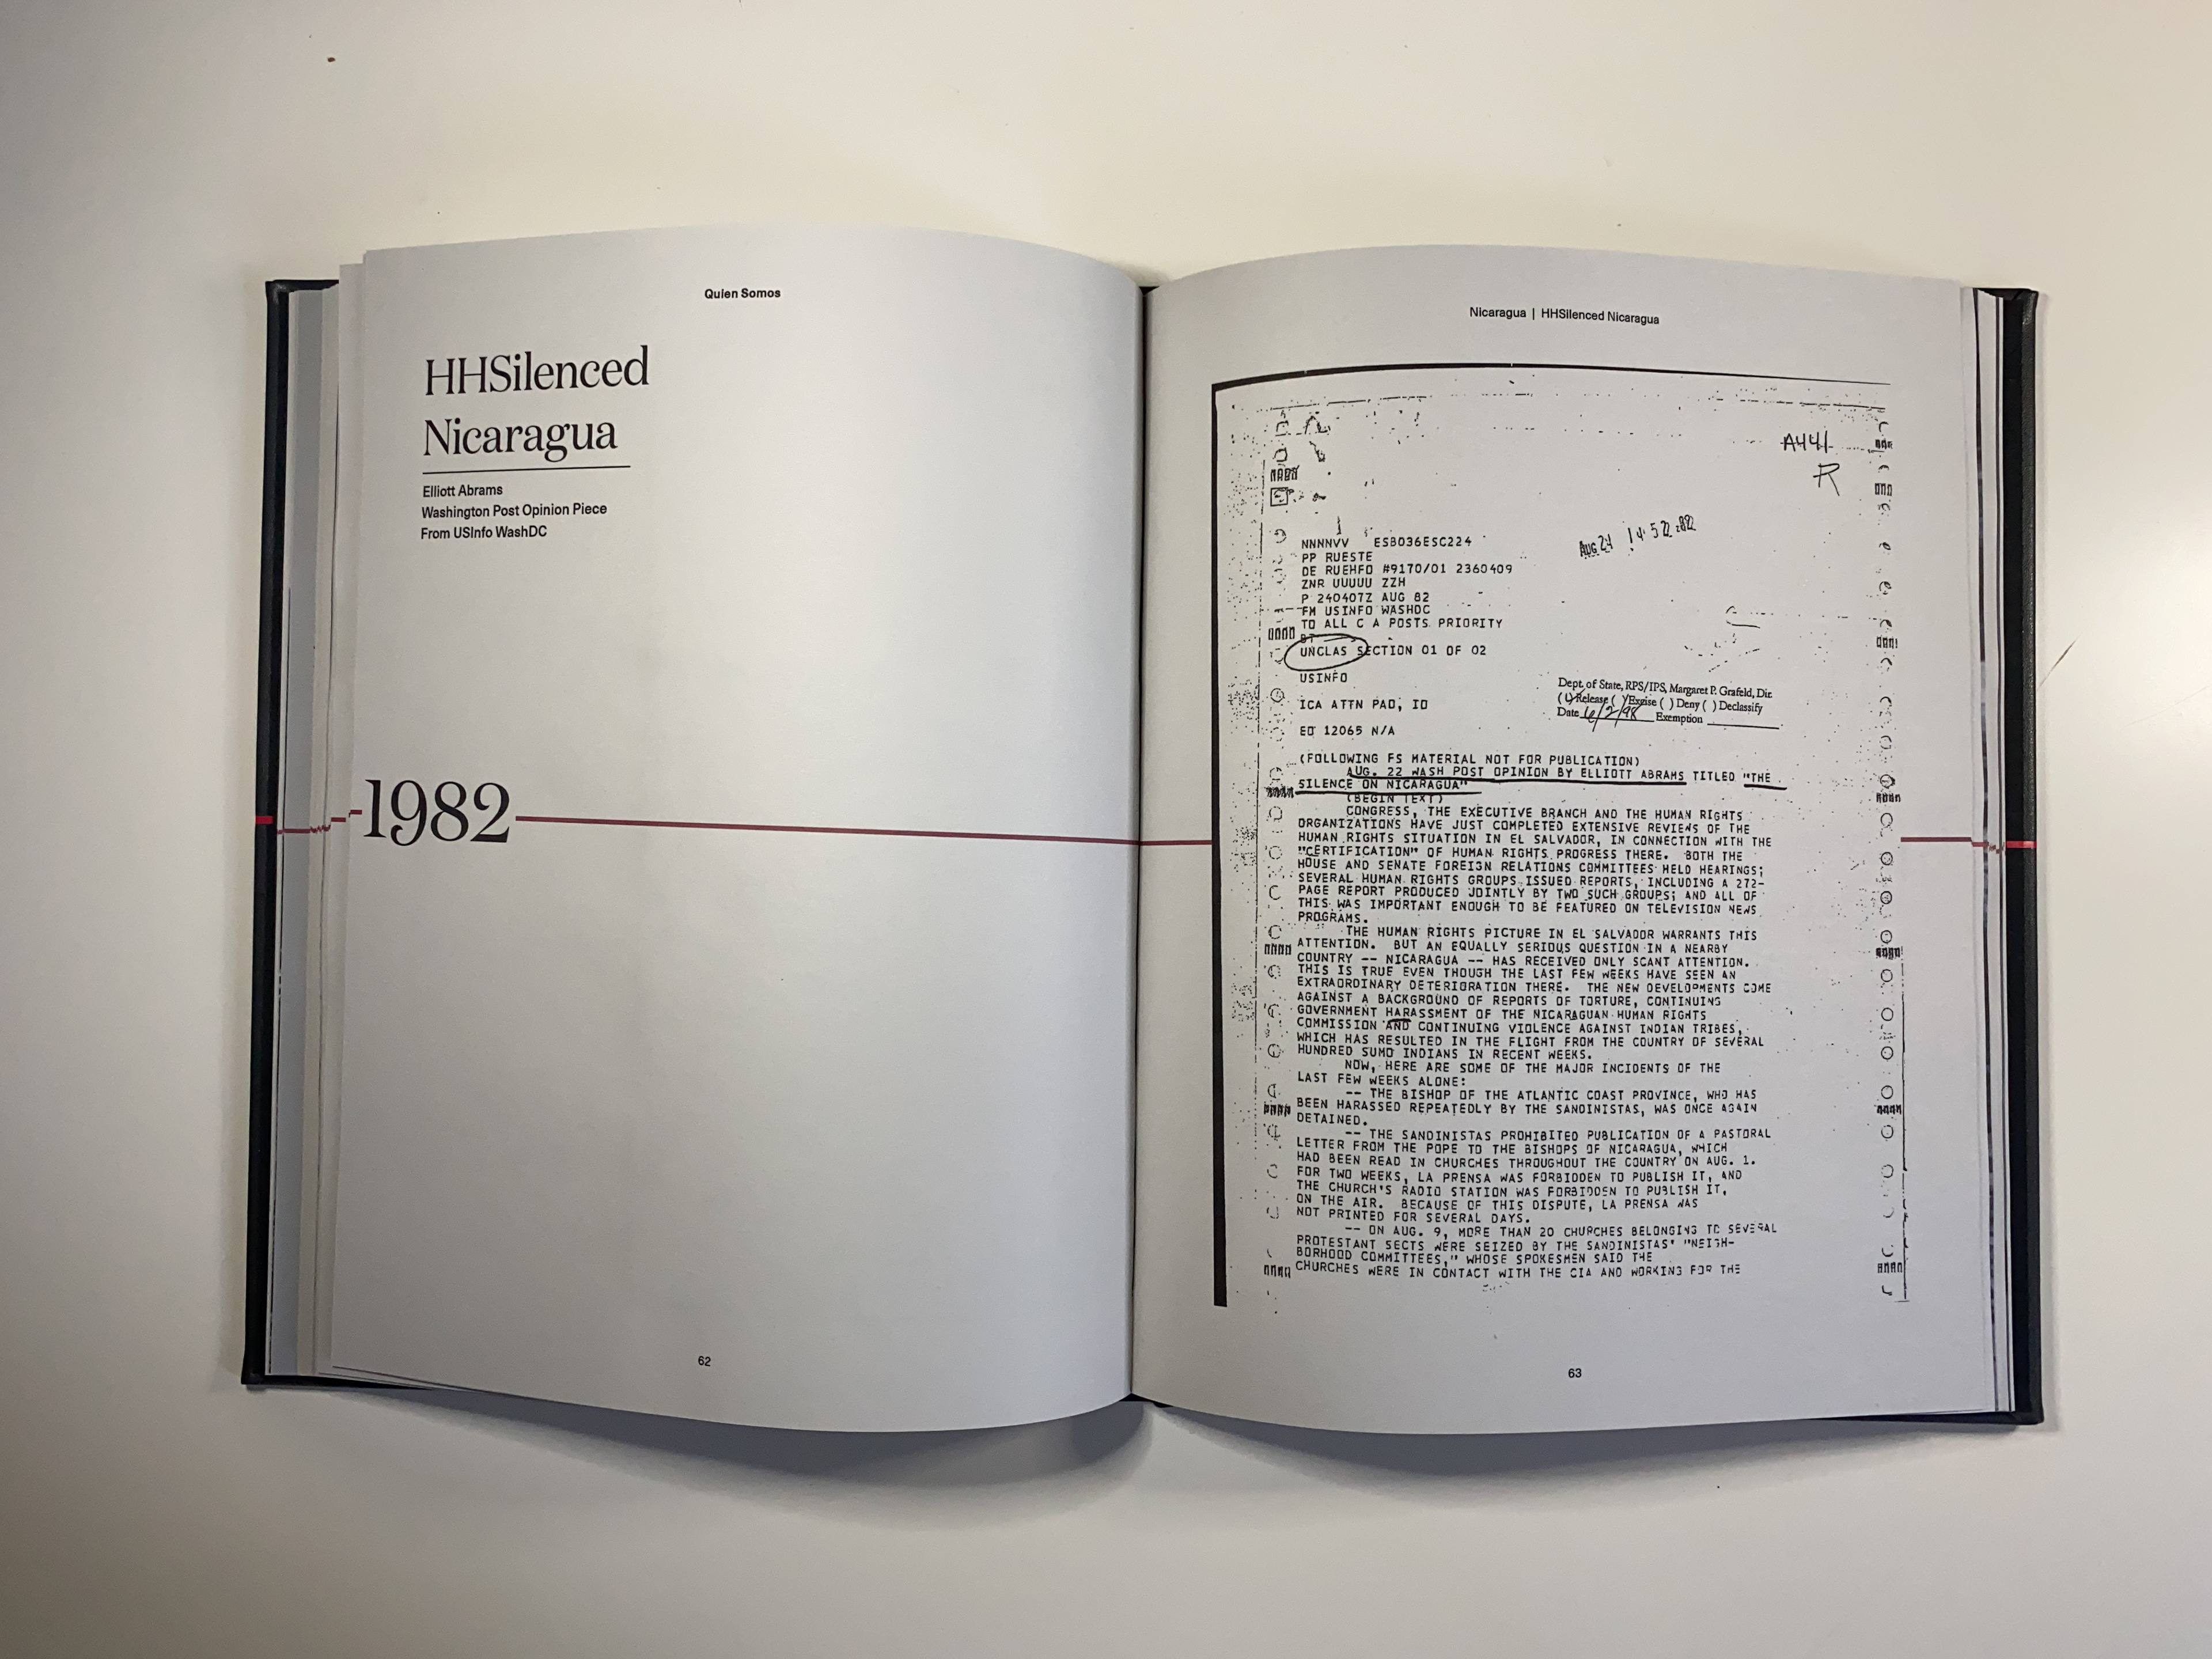 Quien Somos
HHSilenced
Nicaragua
Elliott Abrams
Washington Post Opinion Piece
From USInfo WashDC
1982
62
Nicaragua | HHSilenced Nicaragua
A441
R
AUG 24 14 52 '82
NNNNVV ESB036ESC224
PP RUESTE
DE RUEHFO #9170/01 2360409
ZNR UUUUU ZZH
P 240407Z AUG 82
FM USINFO WASHDC
TO ALL C A POSTS PRIORITY
BT
UNCLAS SECTION 01 OF 02
USINFO
Dept. of State, RPS/IPS, Margaret P. Grafeld, Dir.
( ) Release ( ) Excise ( ) Deny ( ) Declassify
Date 6/2/98 Exemption
ICA ATTN PAO, IO
EO 12065 N/A
(FOLLOWING FS MATERIAL NOT FOR PUBLICATION)
AUG. 22 WASH POST OPINION BY ELLIOTT ABRAMS TITLED "THE
SILENCE ON NICARAGUA"
(BEGIN TEXT)
CONGRESS, THE EXECUTIVE BRANCH AND THE HUMAN RIGHTS
ORGANIZATIONS HAVE JUST COMPLETED EXTENSIVE REVIEWS OF THE
HUMAN RIGHTS SITUATION IN EL SALVADOR, IN CONNECTION WITH THE
"CERTIFICATION" OF HUMAN RIGHTS PROGRESS THERE. BOTH THE
HOUSE AND SENATE FOREIGN RELATIONS COMMITTEES HELD HEARINGS;
SEVERAL HUMAN RIGHTS GROUPS ISSUED REPORTS, INCLUDING A 272-
PAGE REPORT PRODUCED JOINTLY BY TWO SUCH GROUPS; AND ALL OF
THIS WAS IMPORTANT ENOUGH TO BE FEATURED ON TELEVISION NEWS
PROGRAMS.
THE HUMAN RIGHTS PICTURE IN EL SALVADOR WARRANTS THIS
ATTENTION. BUT AN EQUALLY SERIOUS QUESTION IN A NEARBY
COUNTRY -- NICARAGUA -- HAS RECEIVED ONLY SCANT ATTENTION.
THIS IS TRUE EVEN THOUGH THE LAST FEW WEEKS HAVE SEEN AN
EXTRAORDINARY DETERIORATION THERE. THE NEW DEVELOPMENTS COME
AGAINST A BACKGROUND OF REPORTS OF TORTURE, CONTINUING
GOVERNMENT HARASSMENT OF THE NICARAGUAN HUMAN RIGHTS
COMMISSION AND CONTINUING VIOLENCE AGAINST INDIAN TRIBES,
WHICH HAS RESULTED IN THE FLIGHT FROM THE COUNTRY OF SEVERAL
HUNDRED SUMO INDIANS IN RECENT WEEKS.
NOW, HERE ARE SOME OF THE MAJOR INCIDENTS OF THE
LAST FEW WEEKS ALONE:
-- THE BISHOP OF THE ATLANTIC COAST PROVINCE, WHO HAS
BEEN HARASSED REPEATEDLY BY THE SANDINISTAS, WAS ONCE AGAIN
DETAINED.
-- THE SANDINISTAS PROHIBITED PUBLICATION OF A PASTORAL
LETTER FROM THE POPE TO THE BISHOPS OF NICARAGUA, WHICH
HAD BEEN READ IN CHURCHES THROUGHOUT THE COUNTRY ON AUG. 1.
FOR TWO WEEKS, LA PRENSA WAS FORBIDDEN TO PUBLISH IT, AND
THE CHURCH'S RADIO STATION WAS FORBIDDEN TO PUBLISH IT,
ON THE AIR. BECAUSE OF THIS DISPUTE, LA PRENSA WAS
NOT PRINTED FOR SEVERAL DAYS.
-- ON AUG. 9, MORE THAN 20 CHURCHES BELONGING TO SEVERAL
PROTESTANT SECTS WERE SEIZED BY THE SANDINISTAS' "NEIGH-
BORHOOD COMMITTEES," WHOSE SPOKESMEN SAID THE
CHURCHES WERE IN CONTACT WITH THE CIA AND WORKING FOR THE
63